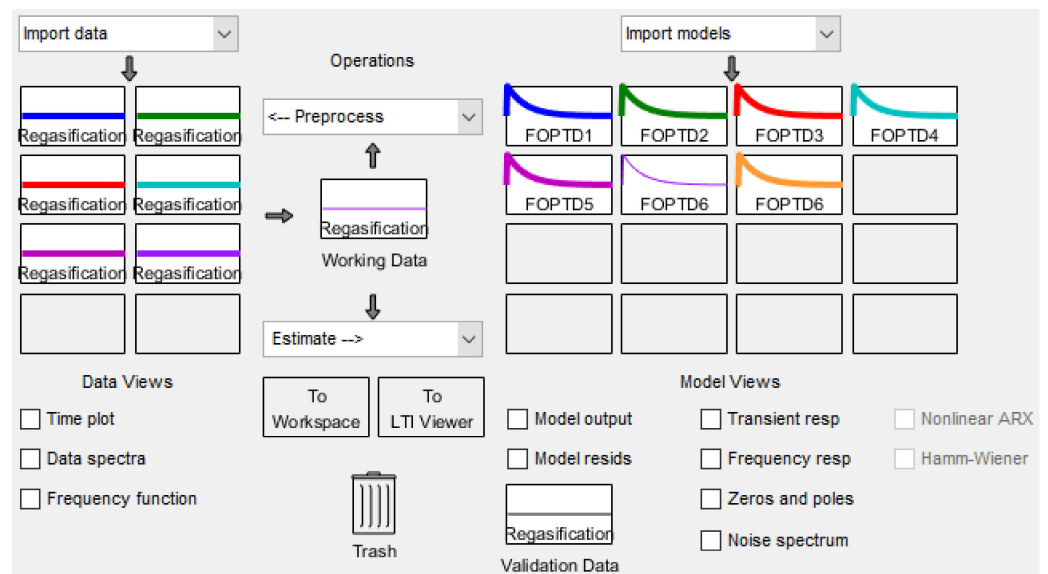 Import data
Import models
Operations
<-- Preprocess
Regasification
Regasification
FOPTD1
FOPTD2
FOPTD3
FOPTD4
Regasification
Regasification
FOPTD5
FOPTD6
FOPTD6
Regasification
Working Data
Regasification
Regasification
Estimate -->
Data Views
Model Views
To
Workspace
To
LTI Viewer
Time plot
Data spectra
Frequency function
Model output
Model resids
Transient resp
Frequency resp
Zeros and poles
Noise spectrum
Nonlinear ARX
Hamm-Wiener
Trash
Regasification
Validation Data